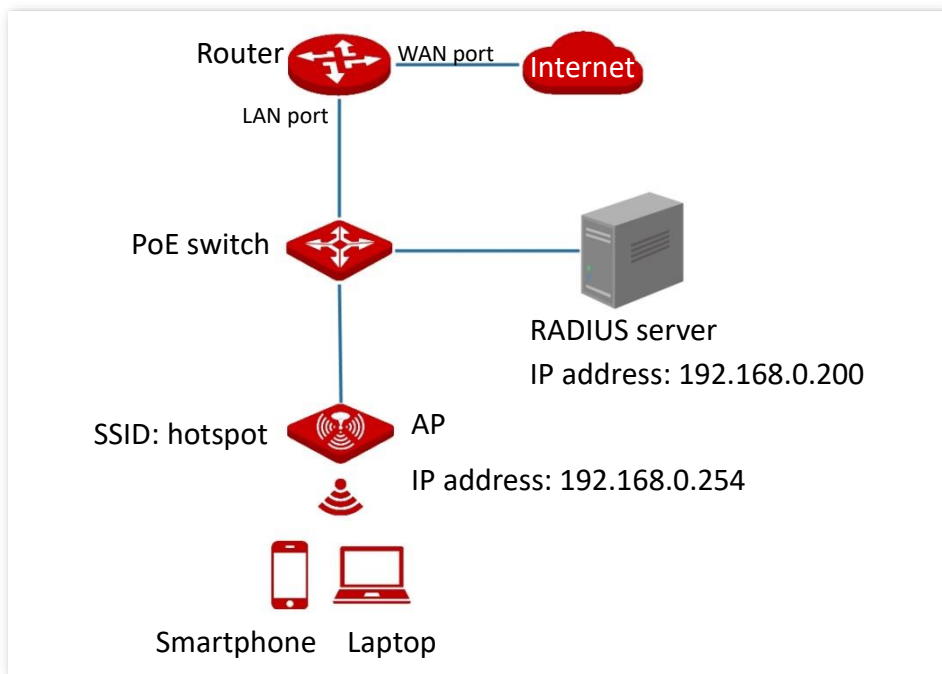 Router
WAN port
Internet
LAN port
PoE switch
RADIUS server
IP address: 192.168.0.200
SSID: hotspot
AP
IP address: 192.168.0.254
Smartphone
Laptop